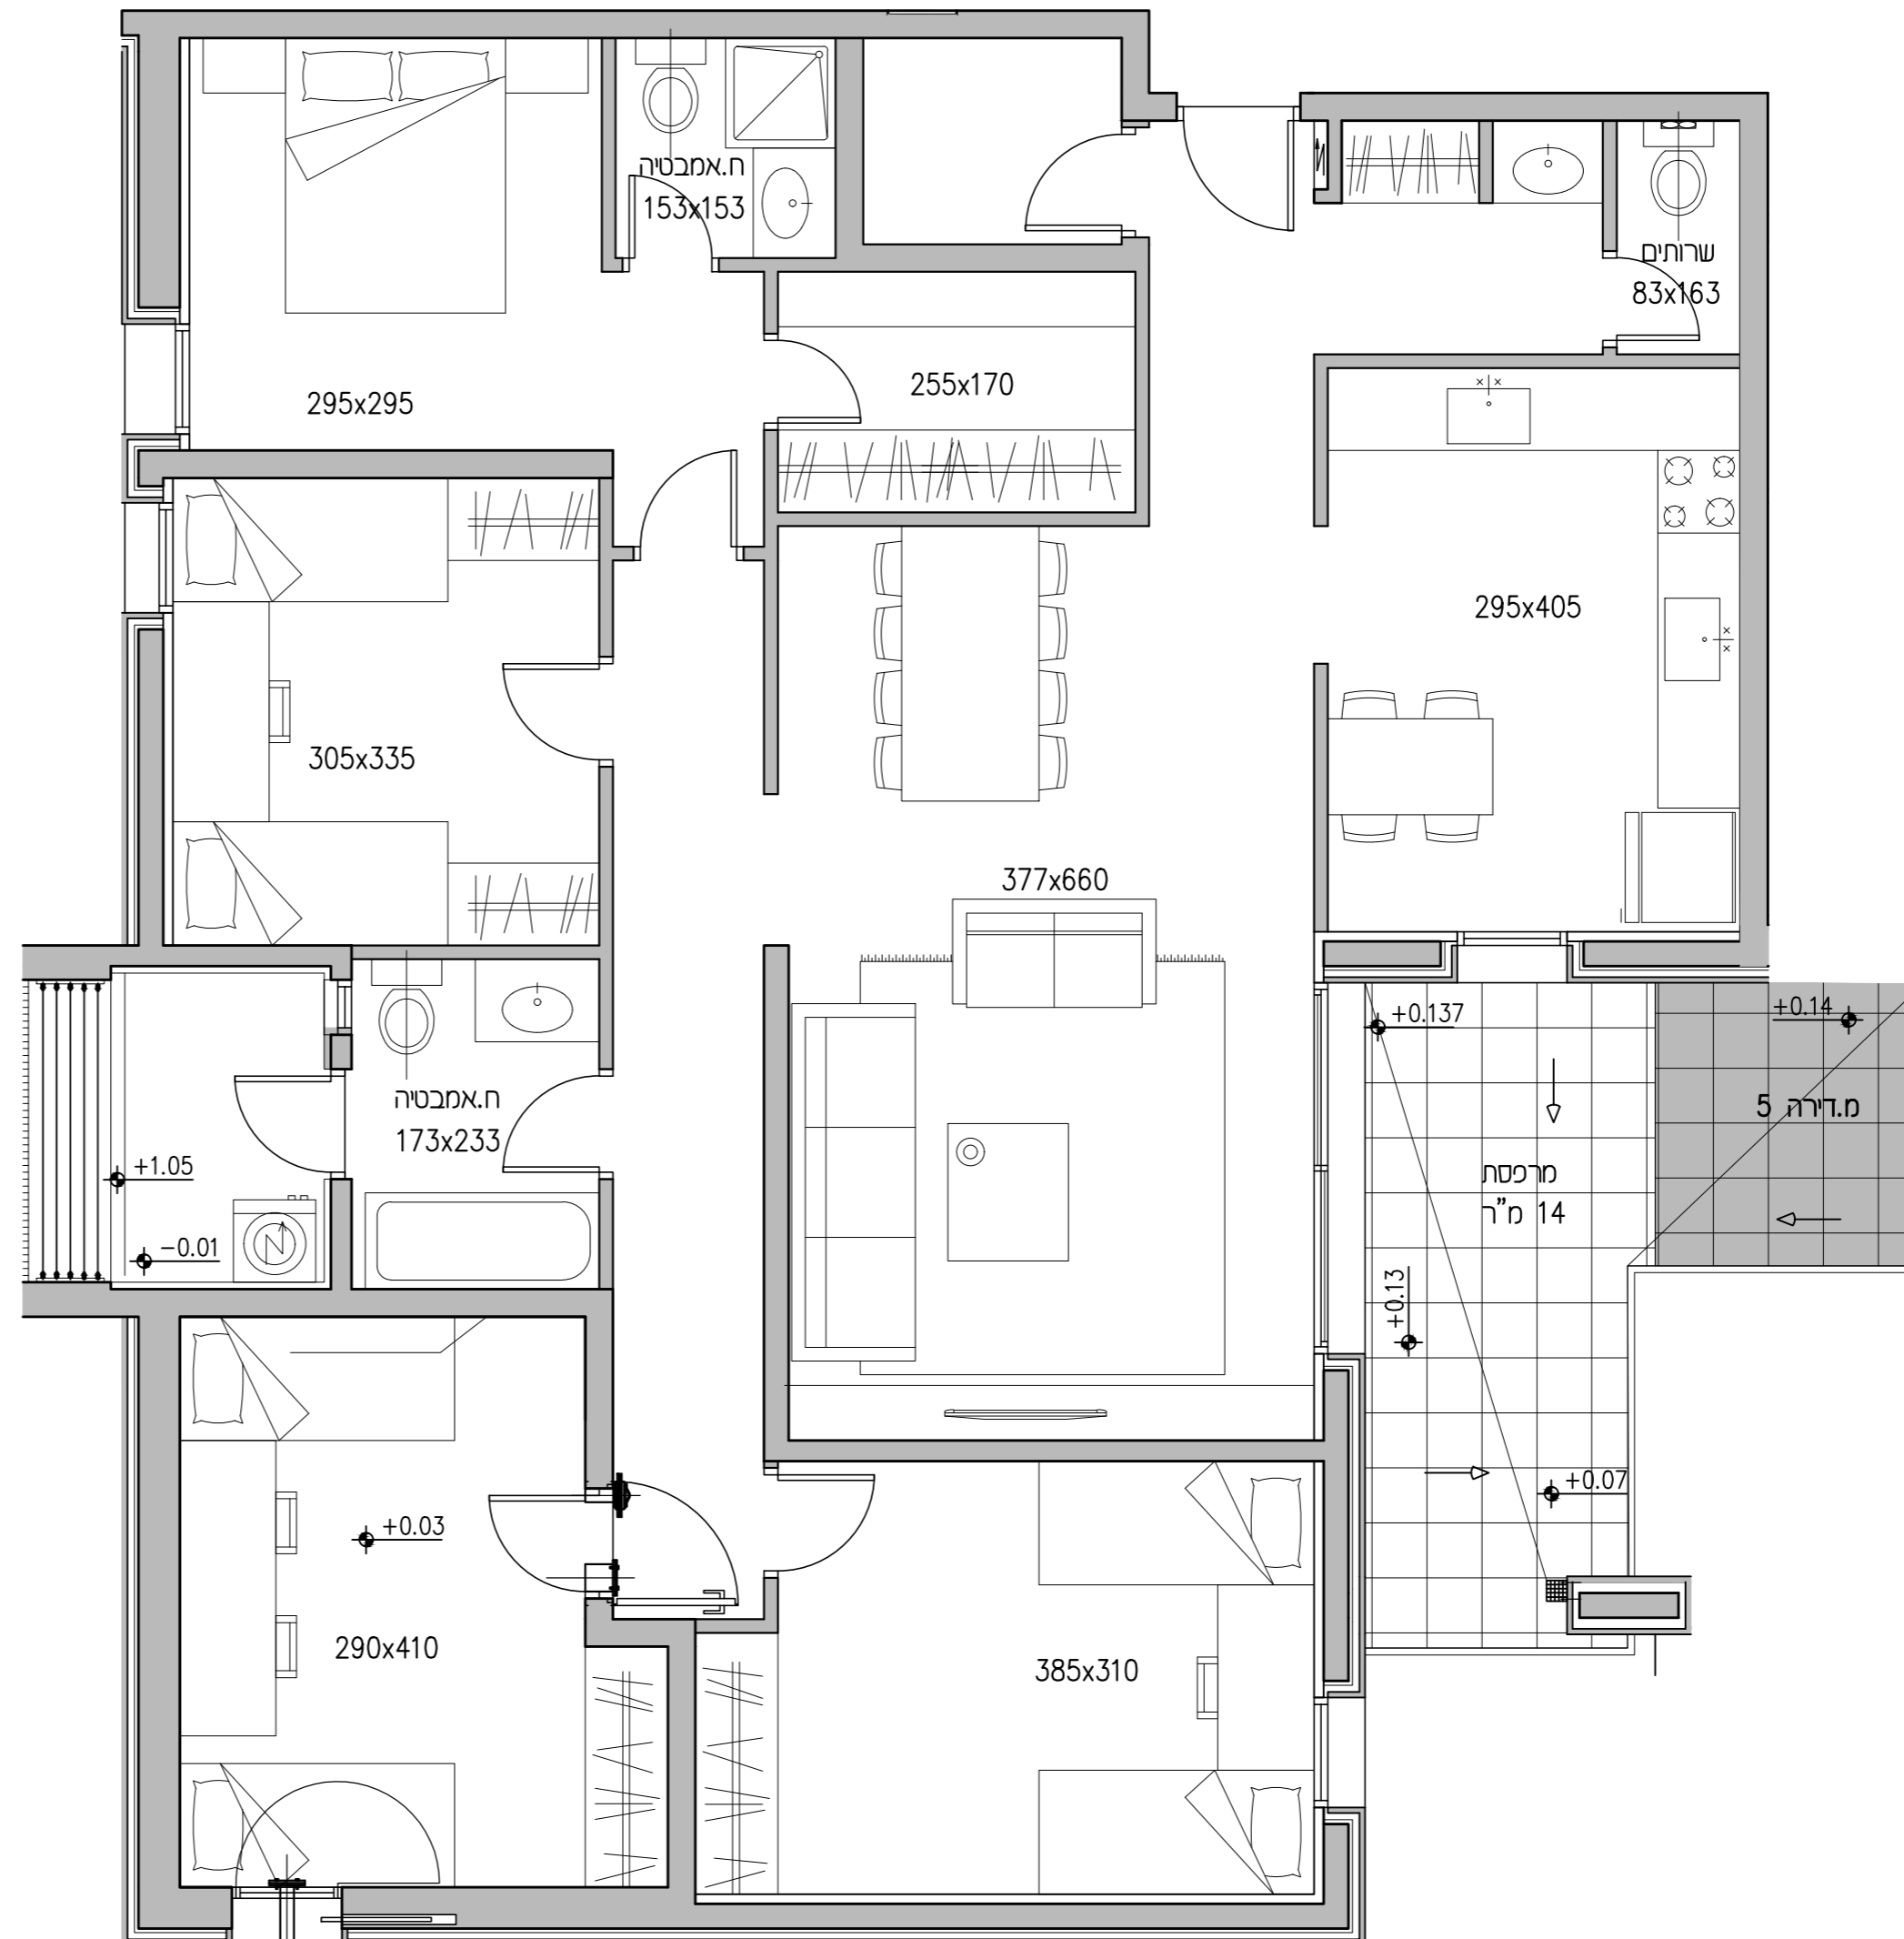 ח.אמבטיה
153x153
שרותים
83x163
295x295
255x170
295x405
305x335
377x660
+0.137
+0.14
ח.אמבטיה
173x233
מ.דירה 5
+1.05
-0.01
מרפסת
14 מ"ר
+0.13
+0.07
+0.03
290x410
385x310